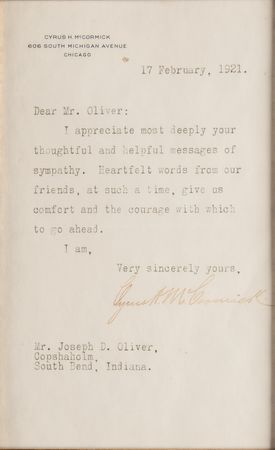 CYRUS H. McCORMICK
606 SOUTH MICHIGAN AVENUE
CHICAGO
17 February, 1921.
Dear Mr. Oliver:
I appreciate most deeply your
thoughtful and helpful messages of
sympathy. Heartfelt words from our
friends, at such a time, give us
comfort and the courage with which
to go ahead.
I am,
Very sincerely yours,
Cyrus H. McCormick
Mr. Joseph D. Oliver,
Copshaholm,
South Bend, Indiana.